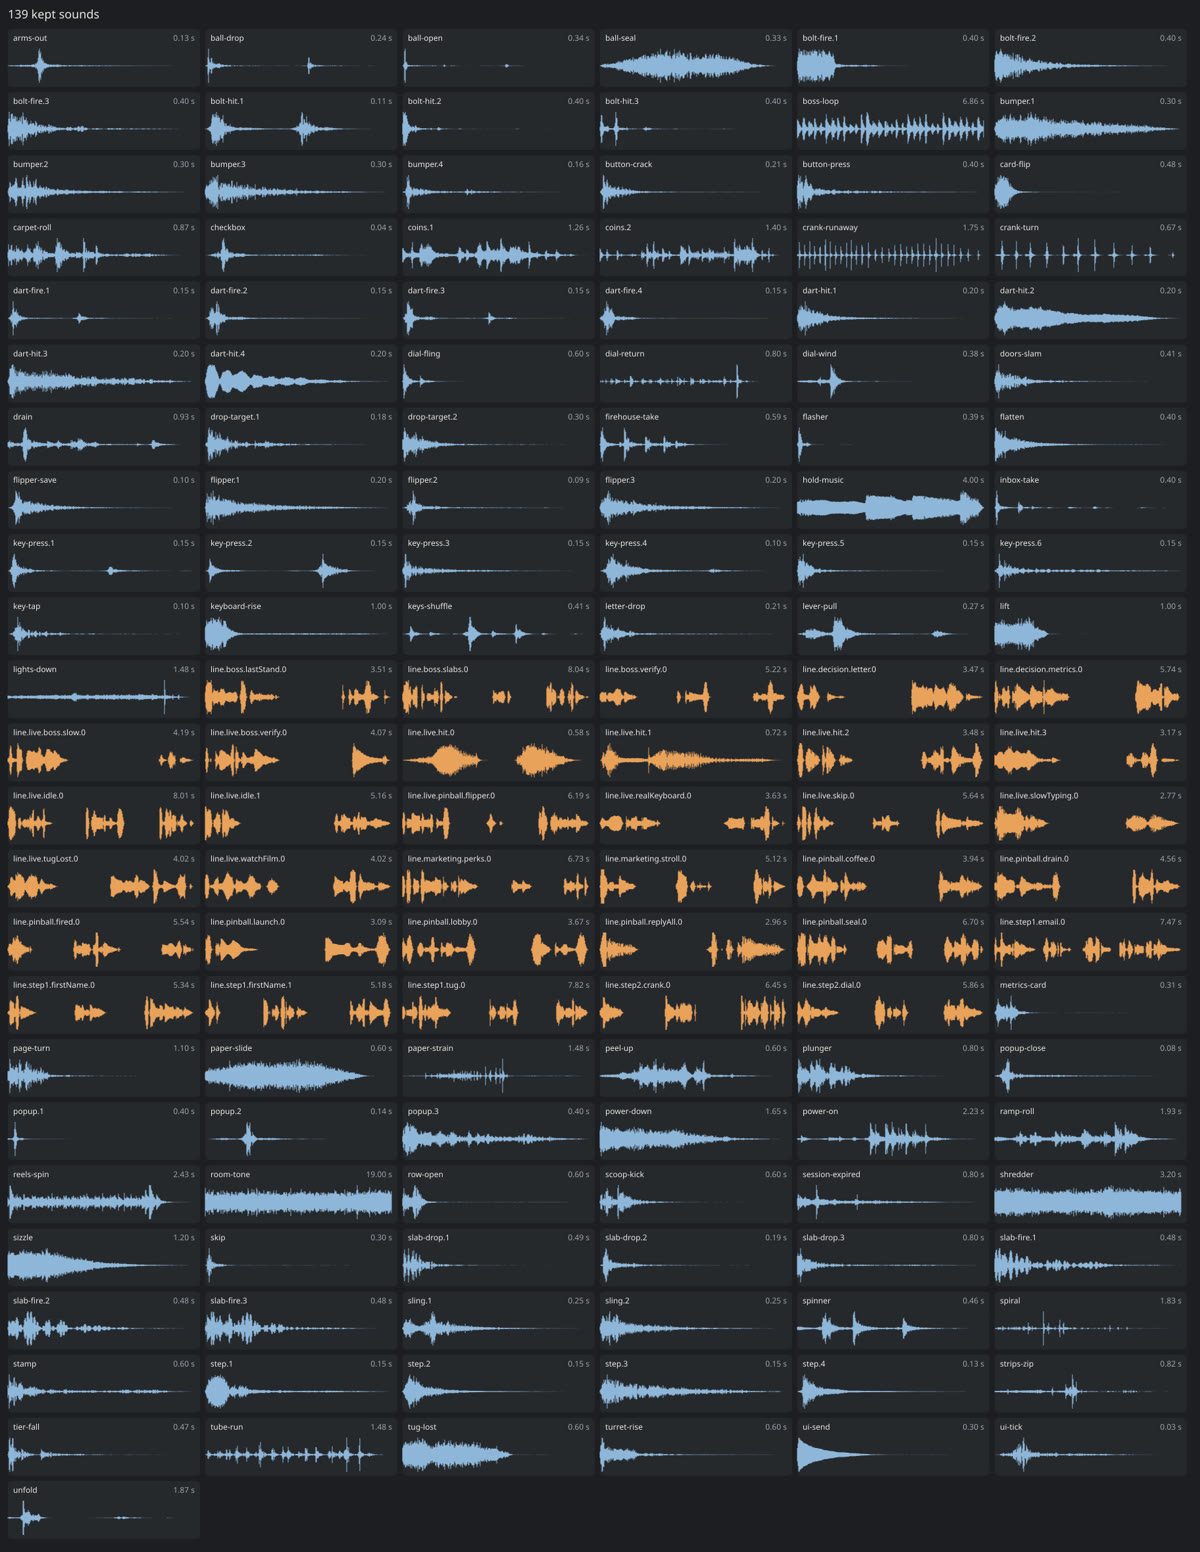 139 kept sounds
arms-out 0.13 s ball-drop 0.24 s ball-open 0.34 s ball-seal 0.33 s bolt-fire.1 0.40 s bolt-fire.2 0.40 s
bolt-fire.3 0.40 s bolt-hit.1 0.11 s bolt-hit.2 0.40 s bolt-hit.3 0.40 s boss-loop 6.86 s bumper.1 0.30 s
bumper.2 0.30 s bumper.3 0.30 s bumper.4 0.16 s button-crack 0.21 s button-press 0.40 s card-flip 0.48 s
carpet-roll 0.87 s checkbox 0.04 s coins.1 1.26 s coins.2 1.40 s crank-runaway 1.75 s crank-turn 0.67 s
dart-fire.1 0.15 s dart-fire.2 0.15 s dart-fire.3 0.15 s dart-fire.4 0.15 s dart-hit.1 0.20 s dart-hit.2 0.20 s
dart-hit.3 0.20 s dart-hit.4 0.20 s dial-fling 0.60 s dial-return 0.80 s dial-wind 0.38 s doors-slam 0.41 s
drain 0.93 s drop-target.1 0.18 s drop-target.2 0.30 s firehouse-take 0.59 s flasher 0.39 s flatten 0.40 s
flipper-save 0.10 s flipper.1 0.20 s flipper.2 0.09 s flipper.3 0.20 s hold-music 4.00 s inbox-take 0.40 s
key-press.1 0.15 s key-press.2 0.15 s key-press.3 0.15 s key-press.4 0.10 s key-press.5 0.15 s key-press.6 0.15 s
key-tap 0.10 s keyboard-rise 1.00 s keys-shuffle 0.41 s letter-drop 0.21 s lever-pull 0.27 s lift 1.00 s
lights-down 1.48 s line.boss.lastStand.0 3.51 s line.boss.slabs.0 8.04 s line.boss.verify.0 5.22 s line.decision.letter.0 3.47 s line.decision.metrics.0 5.74 s
line.live.boss.slow.0 4.19 s line.live.boss.verify.0 4.07 s line.live.hit.0 0.58 s line.live.hit.1 0.72 s line.live.hit.2 3.48 s line.live.hit.3 3.17 s
line.live.idle.0 8.01 s line.live.idle.1 5.16 s line.live.pinball.flipper.0 6.19 s line.live.realKeyboard.0 3.63 s line.live.skip.0 5.64 s line.live.slowTyping.0 2.77 s
line.live.tugLost.0 4.02 s line.live.watchFilm.0 4.02 s line.marketing.perks.0 6.73 s line.marketing.stroll.0 5.12 s line.pinball.coffee.0 3.94 s line.pinball.drain.0 4.56 s
line.pinball.fired.0 5.54 s line.pinball.launch.0 3.09 s line.pinball.lobby.0 3.67 s line.pinball.replyAll.0 2.96 s line.pinball.seal.0 6.70 s line.step1.email.0 7.47 s
line.step1.firstName.0 5.34 s line.step1.firstName.1 5.18 s line.step1.tug.0 7.82 s line.step2.crank.0 6.45 s line.step2.dial.0 5.86 s metrics-card 0.31 s
page-turn 1.10 s paper-slide 0.60 s paper-strain 1.48 s peel-up 0.60 s plunger 0.80 s popup-close 0.08 s
popup.1 0.40 s popup.2 0.14 s popup.3 0.40 s power-down 1.65 s power-on 2.23 s ramp-roll 1.93 s
reels-spin 2.43 s room-tone 19.00 s row-open 0.60 s scoop-kick 0.60 s session-expired 0.80 s shredder 3.20 s
sizzle 1.20 s skip 0.30 s slab-drop.1 0.49 s slab-drop.2 0.19 s slab-drop.3 0.80 s slab-fire.1 0.48 s
slab-fire.2 0.48 s slab-fire.3 0.48 s sling.1 0.25 s sling.2 0.25 s spinner 0.46 s spiral 1.83 s
stamp 0.60 s step.1 0.15 s step.2 0.15 s step.3 0.15 s step.4 0.13 s strips-zip 0.82 s
tier-fall 0.47 s tube-run 1.48 s tug-lost 0.60 s turret-rise 0.60 s ui-send 0.30 s ui-tick 0.03 s
unfold 1.87 s